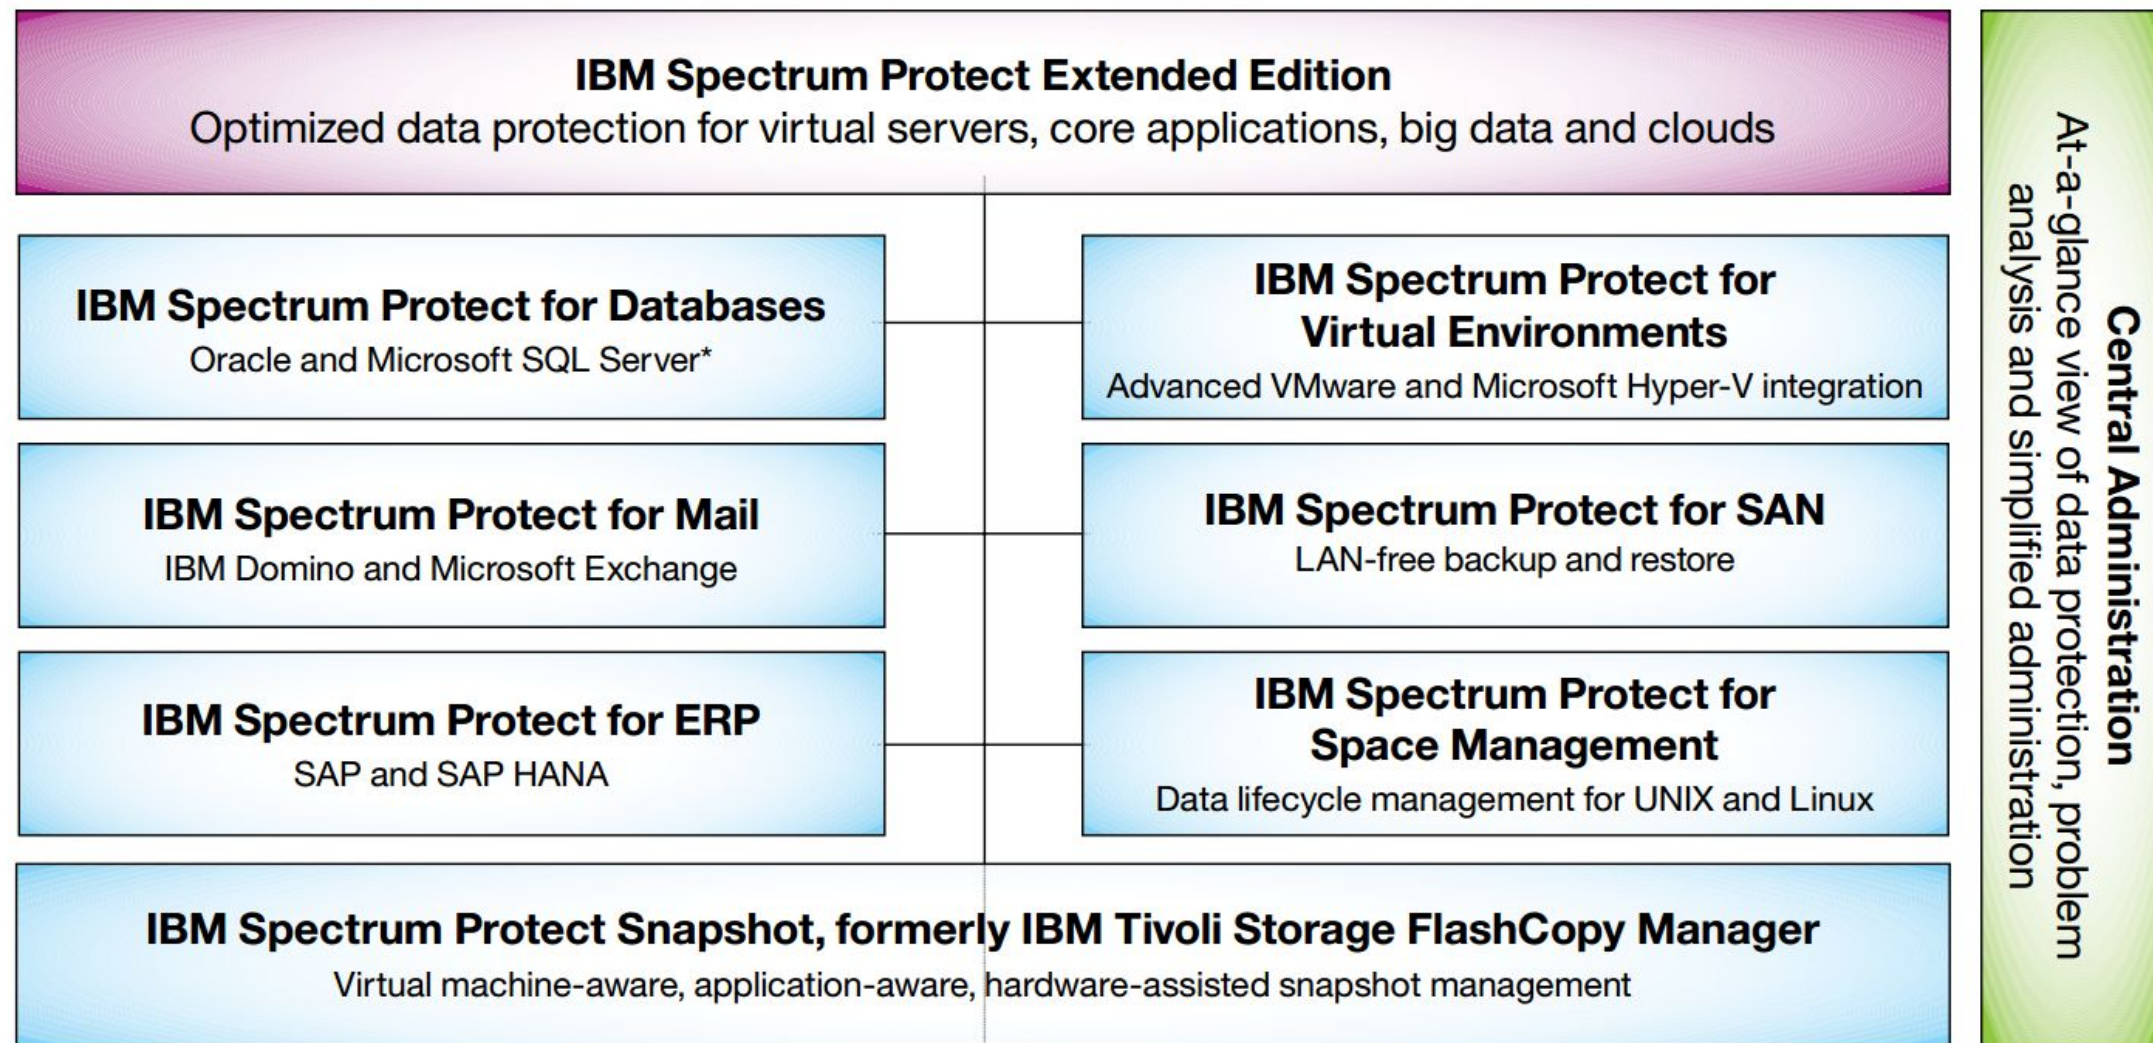 IBM Spectrum Protect Extended Edition
Optimized data protection for virtual servers, core applications, big data and clouds
IBM Spectrum Protect for Databases
Oracle and Microsoft SQL Server*
IBM Spectrum Protect for
Virtual Environments
Advanced VMware and Microsoft Hyper-V integration
IBM Spectrum Protect for Mail
IBM Domino and Microsoft Exchange
IBM Spectrum Protect for SAN
LAN-free backup and restore
IBM Spectrum Protect for ERP
SAP and SAP HANA
IBM Spectrum Protect for
Space Management
Data lifecycle management for UNIX and Linux
IBM Spectrum Protect Snapshot, formerly IBM Tivoli Storage FlashCopy Manager
Virtual machine-aware, application-aware, hardware-assisted snapshot management
Central Administration
At-a-glance view of data protection, problem
analysis and simplified administration